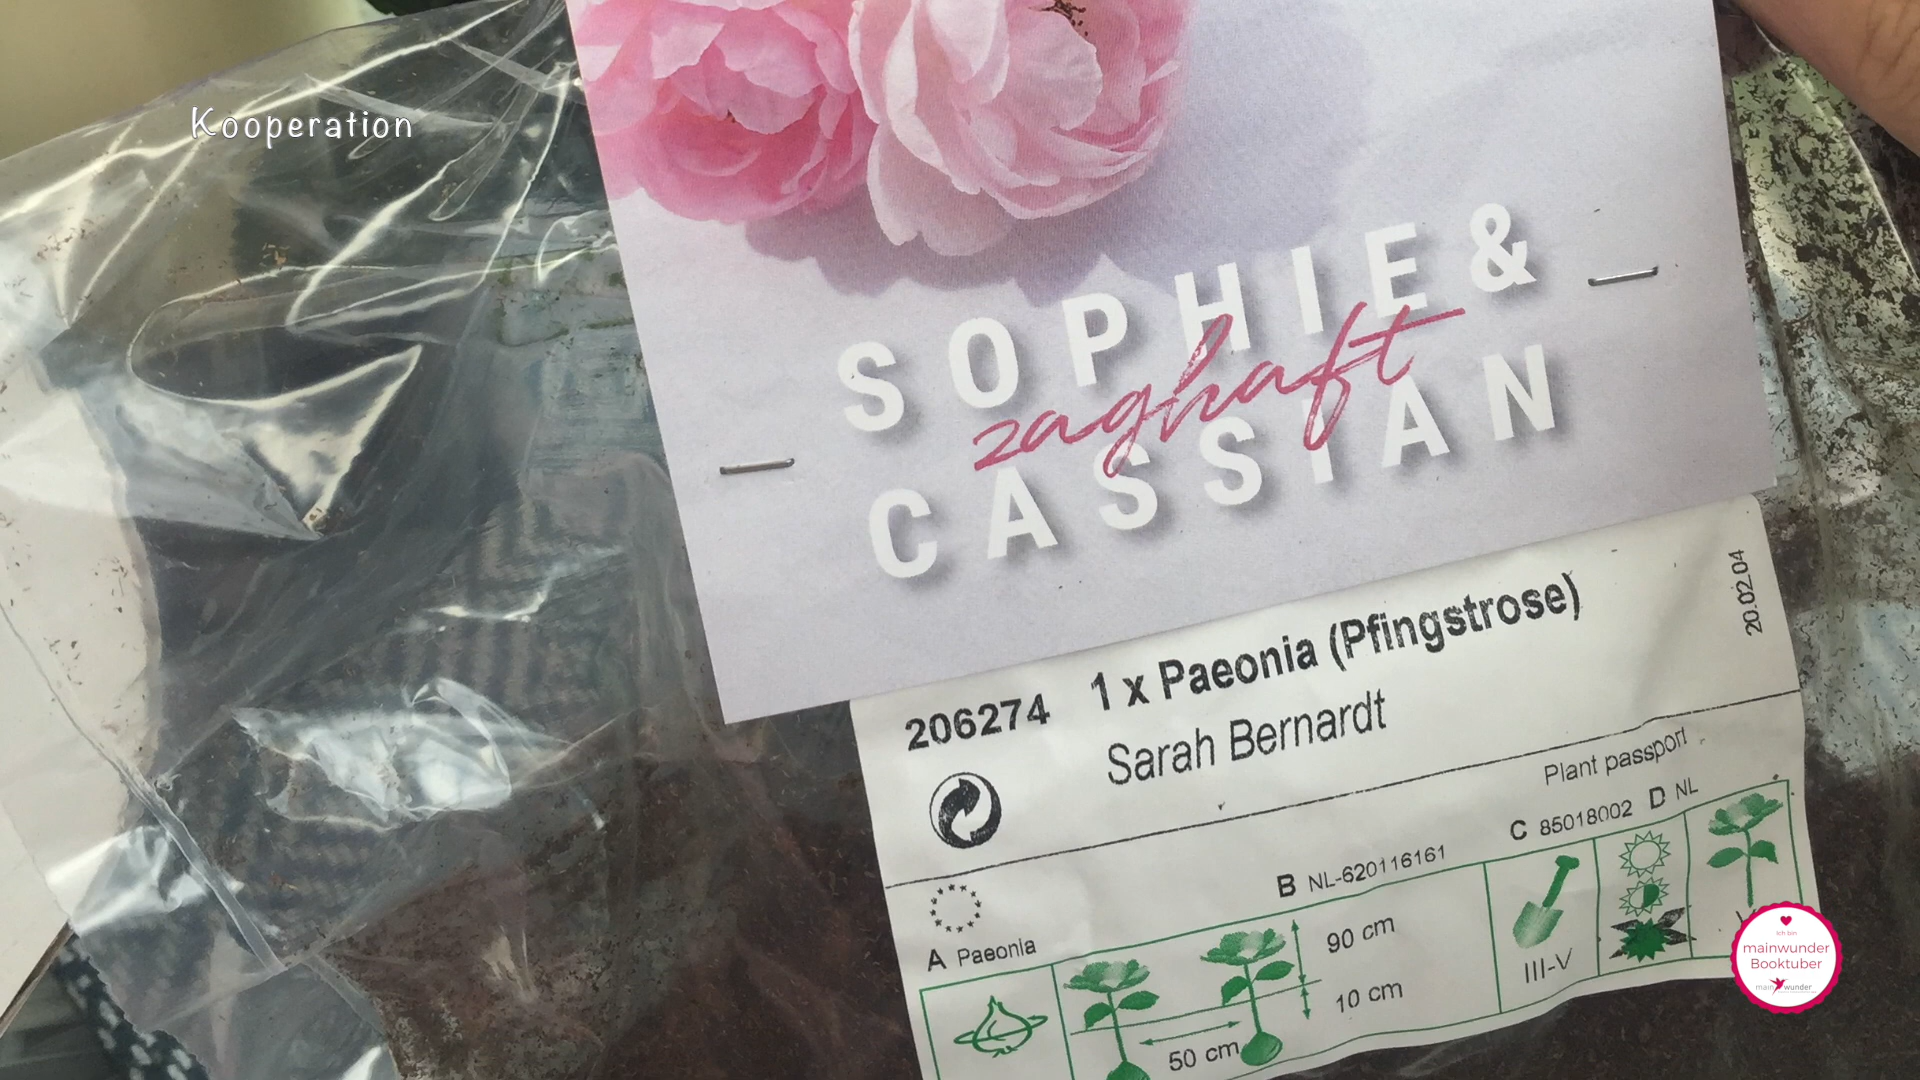 Kooperation
SOPHIE &
zaghaft
CASSIAN
20.02.04
206274 1 x Paeonia (Pfingstrose)
Sarah Bernardt
Plant passport
A Paeonia B NL-620116161 C 85018002 D NL
90 cm
10 cm
50 cm
III-V
Ich bin
mainwunder
Booktuber
mainwunder